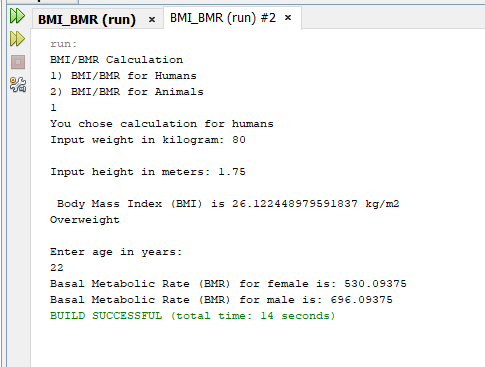 BMI_BMR (run) × BMI_BMR (run) #2 ×
run:
BMI/BMR Calculation
1) BMI/BMR for Humans
2) BMI/BMR for Animals
1
You chose calculation for humans
Input weight in kilogram: 80
Input height in meters: 1.75
Body Mass Index (BMI) is 26.122448979591837 kg/m2
Overweight
Enter age in years:
22
Basal Metabolic Rate (BMR) for female is: 530.09375
Basal Metabolic Rate (BMR) for male is: 696.09375
BUILD SUCCESSFUL (total time: 14 seconds)